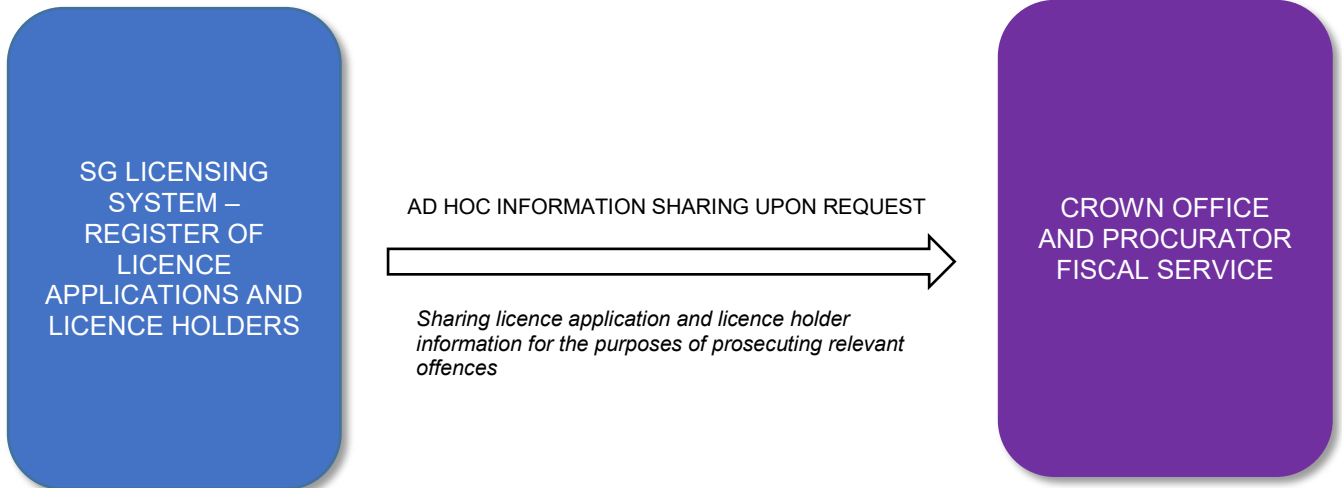 SG LICENSING
SYSTEM –
REGISTER OF
LICENCE
APPLICATIONS AND
LICENCE HOLDERS
AD HOC INFORMATION SHARING UPON REQUEST
Sharing licence application and licence holder
information for the purposes of prosecuting relevant
offences
CROWN OFFICE
AND PROCURATOR
FISCAL SERVICE